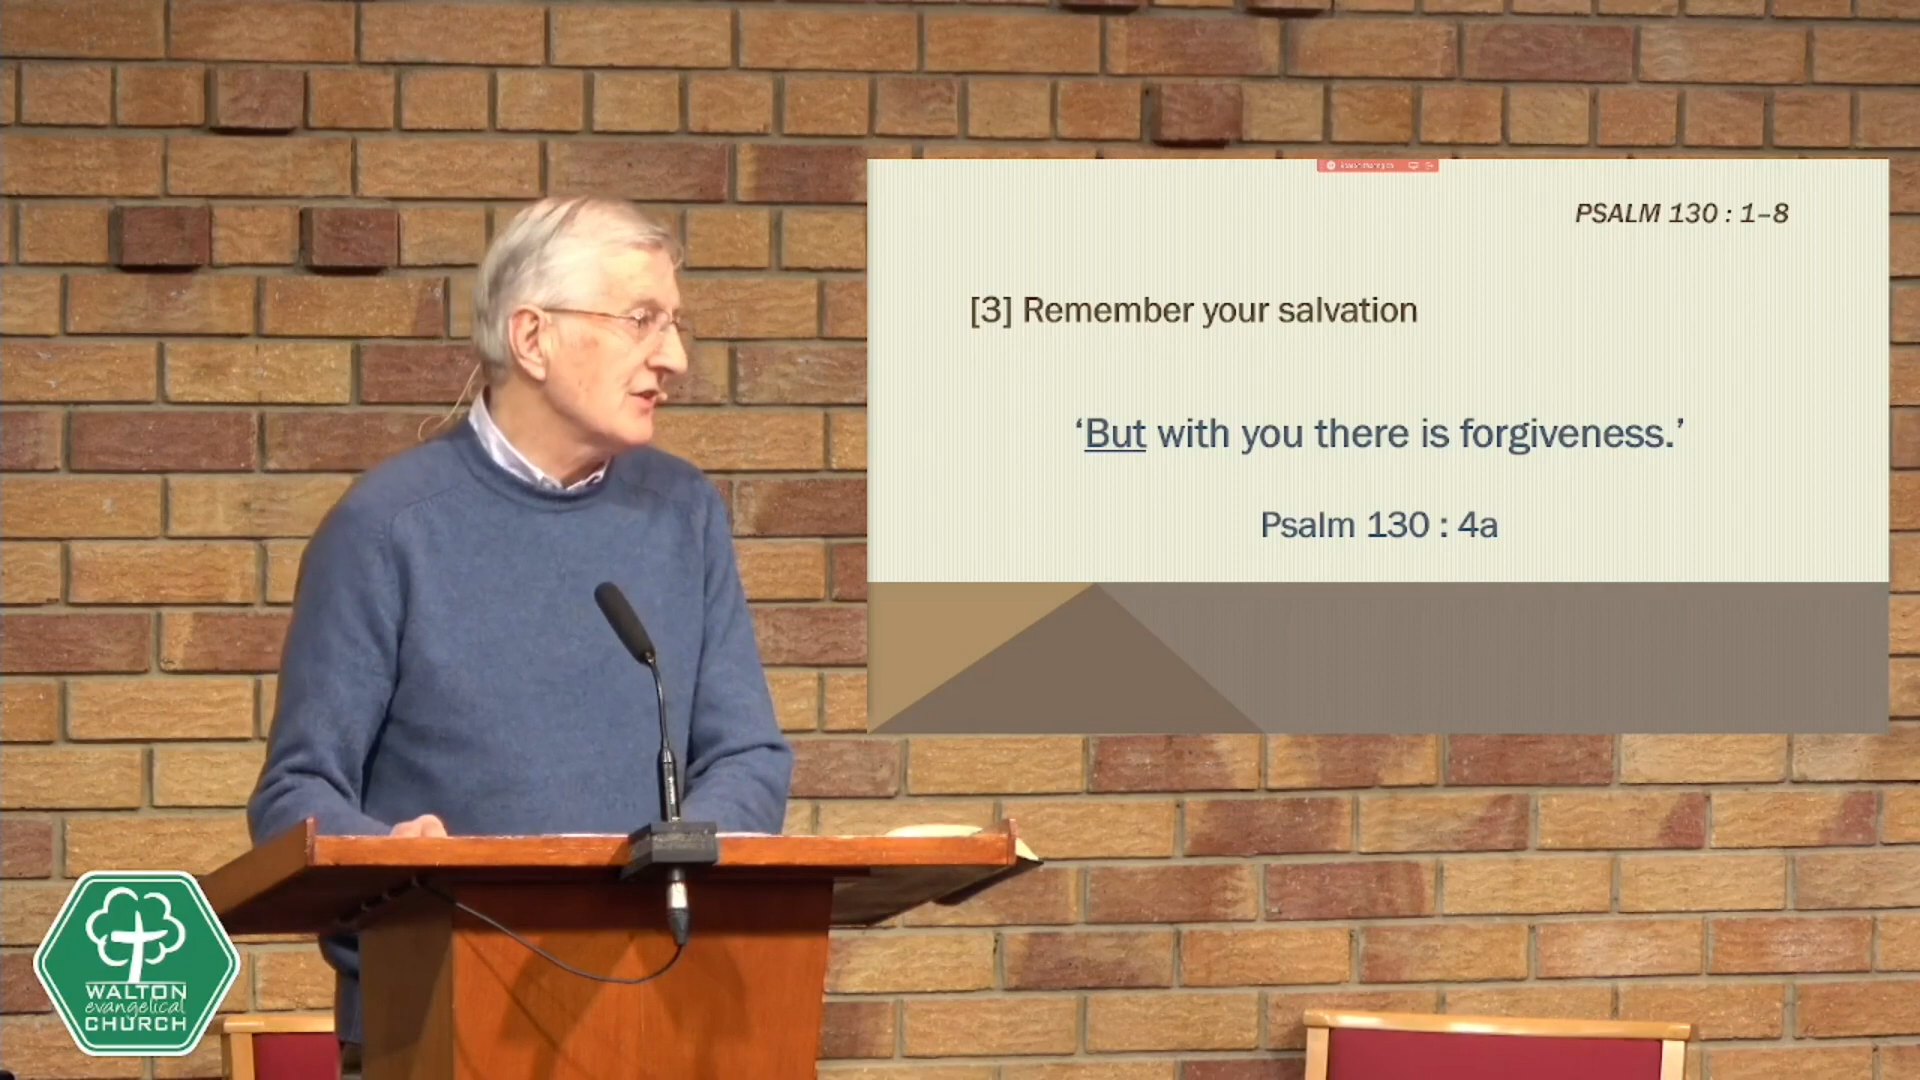 PSALM 130 : 1–8
[3] Remember your salvation
‘But with you there is forgiveness.’
Psalm 130 : 4a
WALTON
evangelical
CHURCH